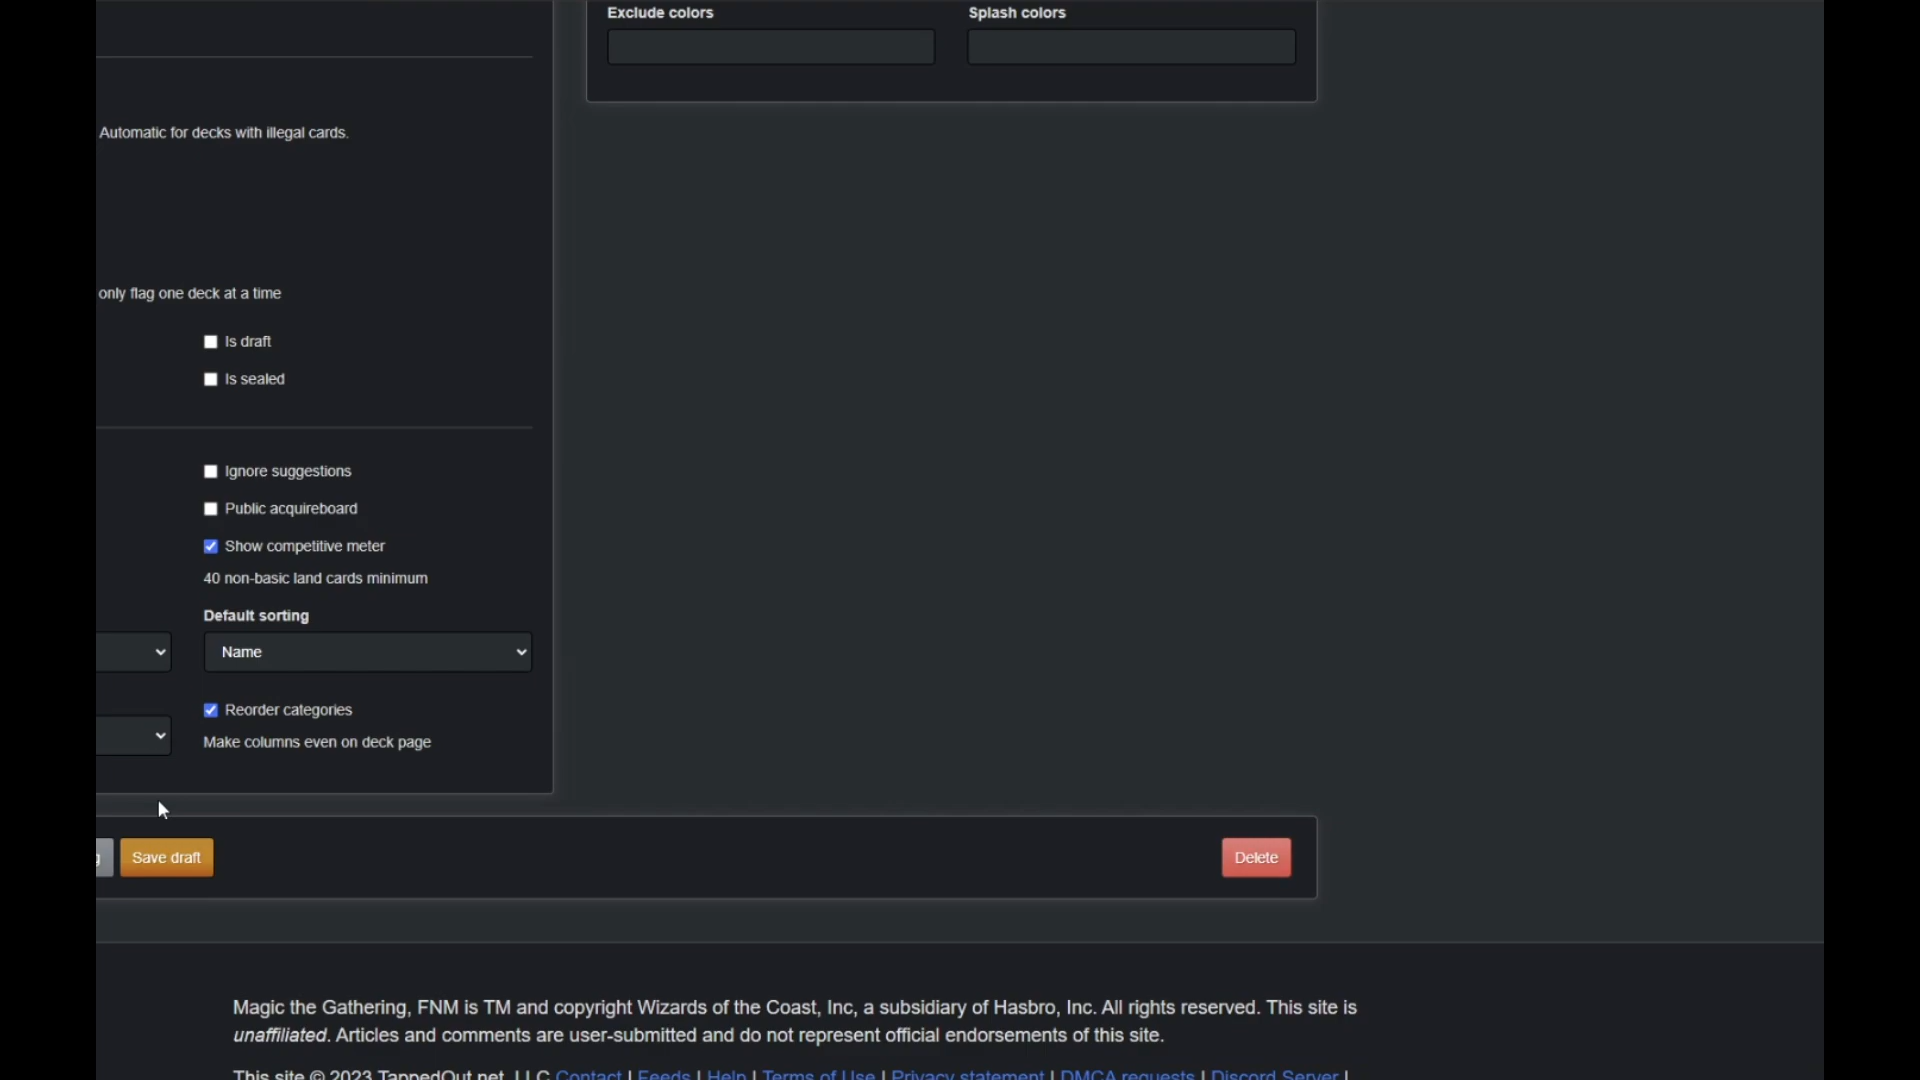 Exclude colors
Splash colors
Automatic for decks with illegal cards.
only flag one deck at a time
Is draft
Is sealed
Ignore suggestions
Public acquireboard
Show competitive meter
40 non-basic land cards minimum
Default sorting
Name
Reorder categories
Make columns even on deck page
g
Save draft
Delete
Magic the Gathering, FNM is TM and copyright Wizards of the Coast, Inc, a subsidiary of Hasbro, Inc. All rights reserved. This site is
unaffiliated. Articles and comments are user-submitted and do not represent official endorsements of this site.
This site © 2023 TappedOut.net, LLC Contact | Feeds | Help | Terms of Use | Privacy statement | DMCA requests | Discord Server |